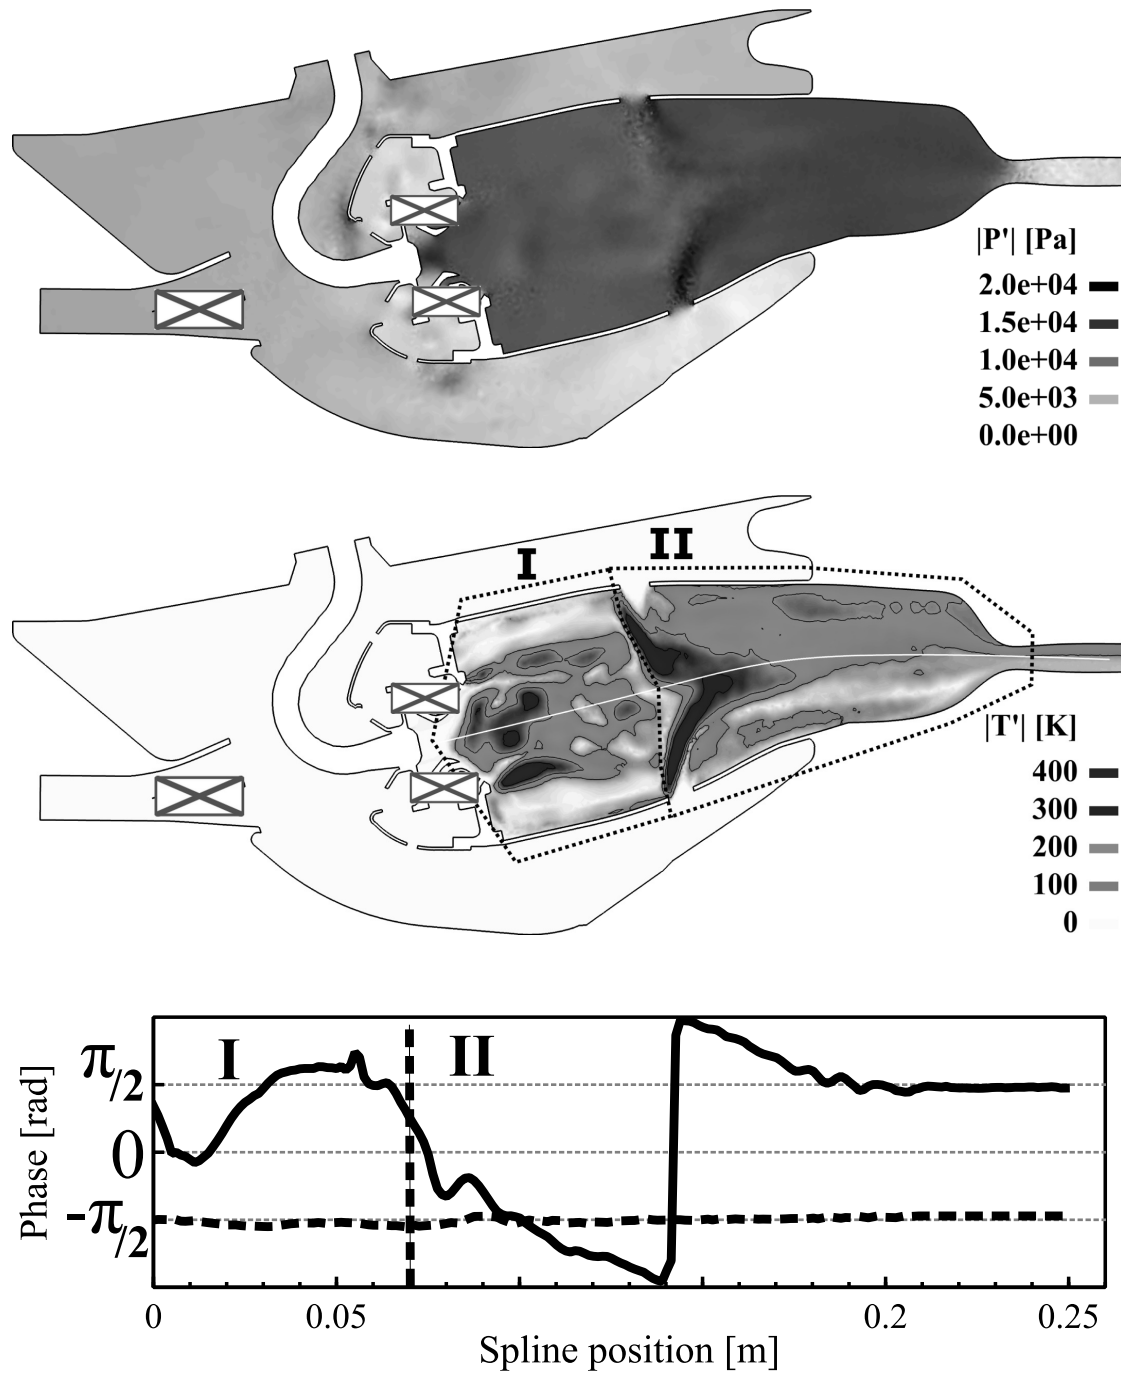 |P'| [Pa]
2.0e+04
1.5e+04
1.0e+04
5.0e+03
0.0e+00
I
II
|T'| [K]
400
300
200
100
0
I
II
π/2
0
-π/2
Phase [rad]
0
0.05
0.2
0.25
Spline position [m]